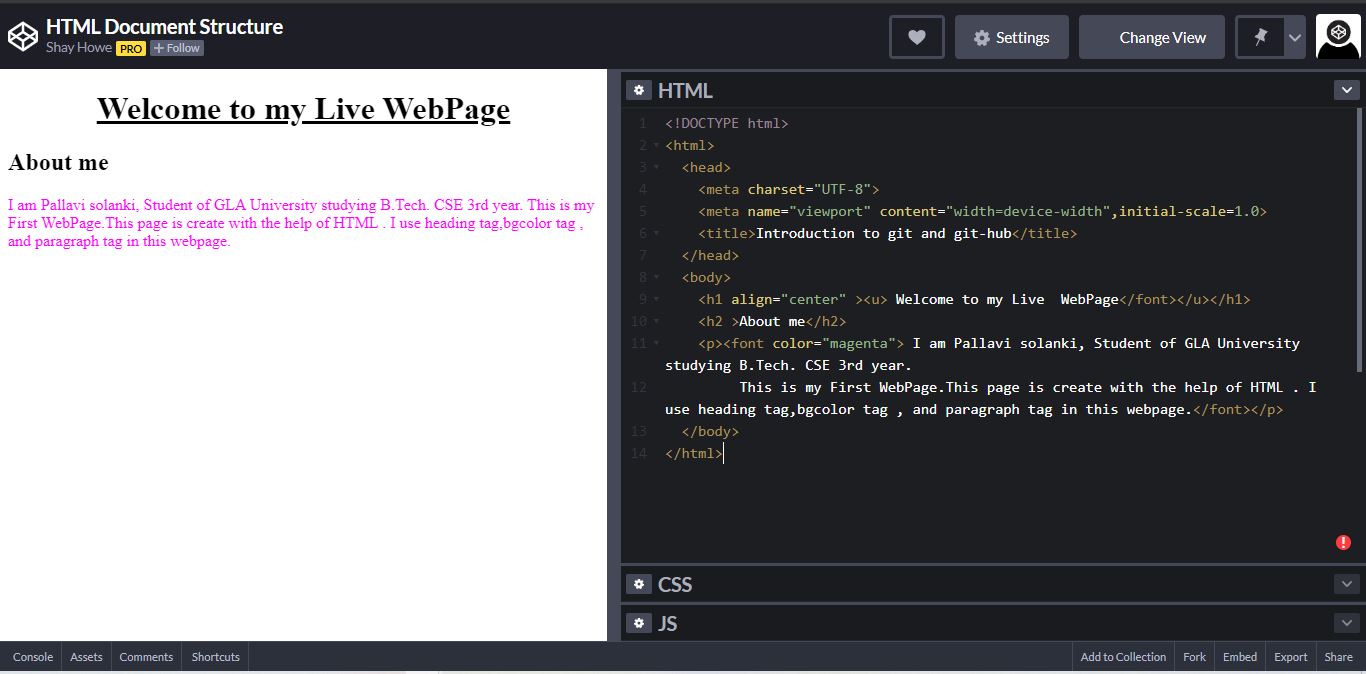 HTML Document Structure
Shay Howe PRO + Follow
Settings
Change View
Welcome to my Live WebPage
About me
I am Pallavi solanki, Student of GLA University studying B.Tech. CSE 3rd year. This is my
First WebPage.This page is create with the help of HTML . I use heading tag,bgcolor tag ,
and paragraph tag in this webpage.
HTML
1 <!DOCTYPE html>
2 <html>
3 <head>
4 <meta charset="UTF-8">
5 <meta name="viewport" content="width=device-width",initial-scale=1.0>
6 <title>Introduction to git and git-hub</title>
7 </head>
8 <body>
9 <h1 align="center" ><u> Welcome to my Live  WebPage</font></u></h1>
10 <h2 >About me</h2>
11 <p><font color="magenta"> I am Pallavi solanki, Student of GLA University
studying B.Tech. CSE 3rd year.
12 This is my First WebPage.This page is create with the help of HTML . I
use heading tag,bgcolor tag , and paragraph tag in this webpage.</font></p>
13 </body>
14 </html>
CSS
JS
Console Assets Comments Shortcuts
Add to Collection Fork Embed Export Share